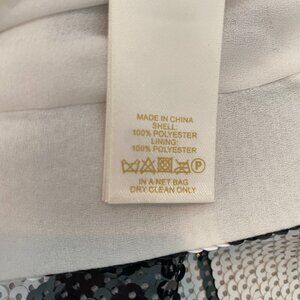 MADE IN CHINA
SHELL:
100% POLYESTER
LINING:
100% POLYESTER
P
IN A NET BAG
DRY CLEAN ONLY